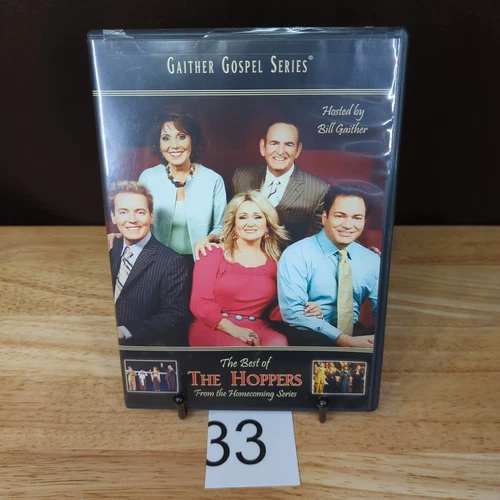 GAITHER GOSPEL SERIES®
Hosted by
Bill Gaither
The Best of
THE HOPPERS
From the Homecoming Series
33